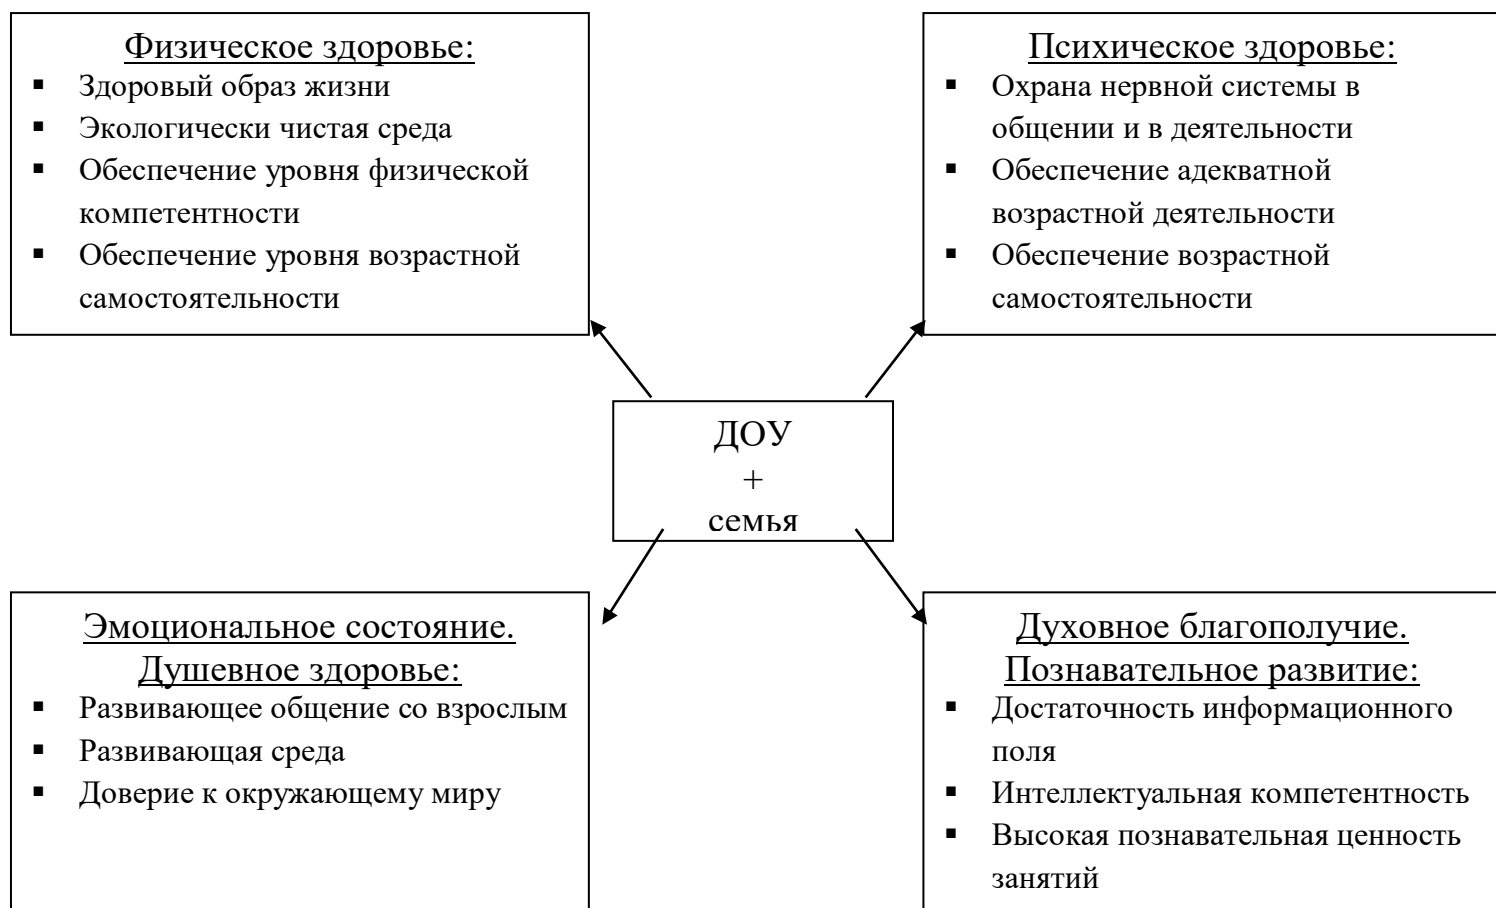 Физическое здоровье:
▪ Здоровый образ жизни
▪ Экологически чистая среда
▪ Обеспечение уровня физической
компетентности
▪ Обеспечение уровня возрастной
самостоятельности
Психическое здоровье:
▪ Охрана нервной системы в
общении и в деятельности
▪ Обеспечение адекватной
возрастной деятельности
▪ Обеспечение возрастной
самостоятельности
ДОУ
+
семья
Эмоциональное состояние.
Душевное здоровье:
▪ Развивающее общение со взрослым
▪ Развивающая среда
▪ Доверие к окружающему миру
Духовное благополучие.
Познавательное развитие:
▪ Достаточность информационного
поля
▪ Интеллектуальная компетентность
▪ Высокая познавательная ценность
занятий